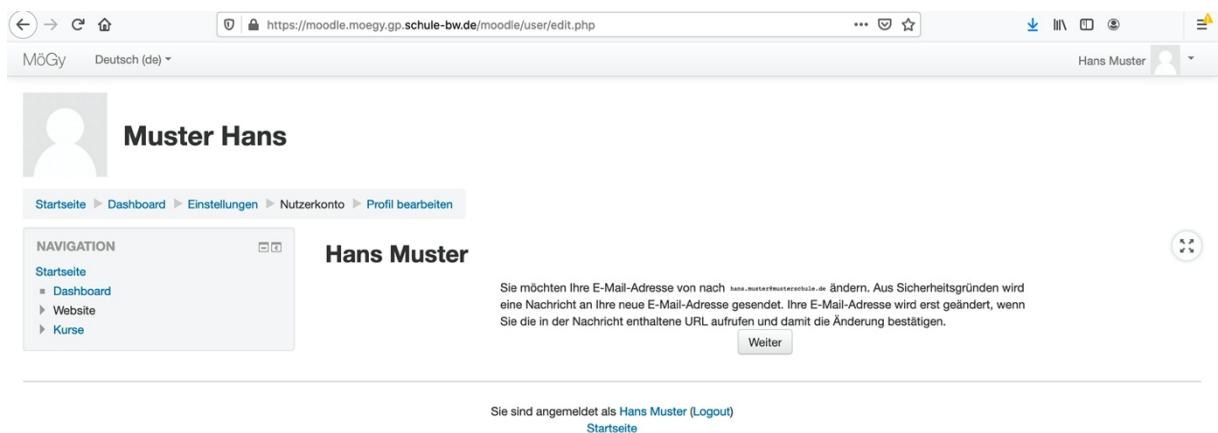 https://moodle.moegy.gp.schule-bw.de/moodle/user/edit.php
MöGy Deutsch (de) Hans Muster
Muster Hans
Startseite Dashboard Einstellungen Nutzerkonto Profil bearbeiten
NAVIGATION
Startseite
Dashboard
Website
Kurse
Hans Muster
Sie möchten Ihre E-Mail-Adresse von nach hans.muster@musterschule.de ändern. Aus Sicherheitsgründen wird
eine Nachricht an Ihre neue E-Mail-Adresse gesendet. Ihre E-Mail-Adresse wird erst geändert, wenn
Sie die in der Nachricht enthaltene URL aufrufen und damit die Änderung bestätigen.
Weiter
Sie sind angemeldet als Hans Muster (Logout)
Startseite